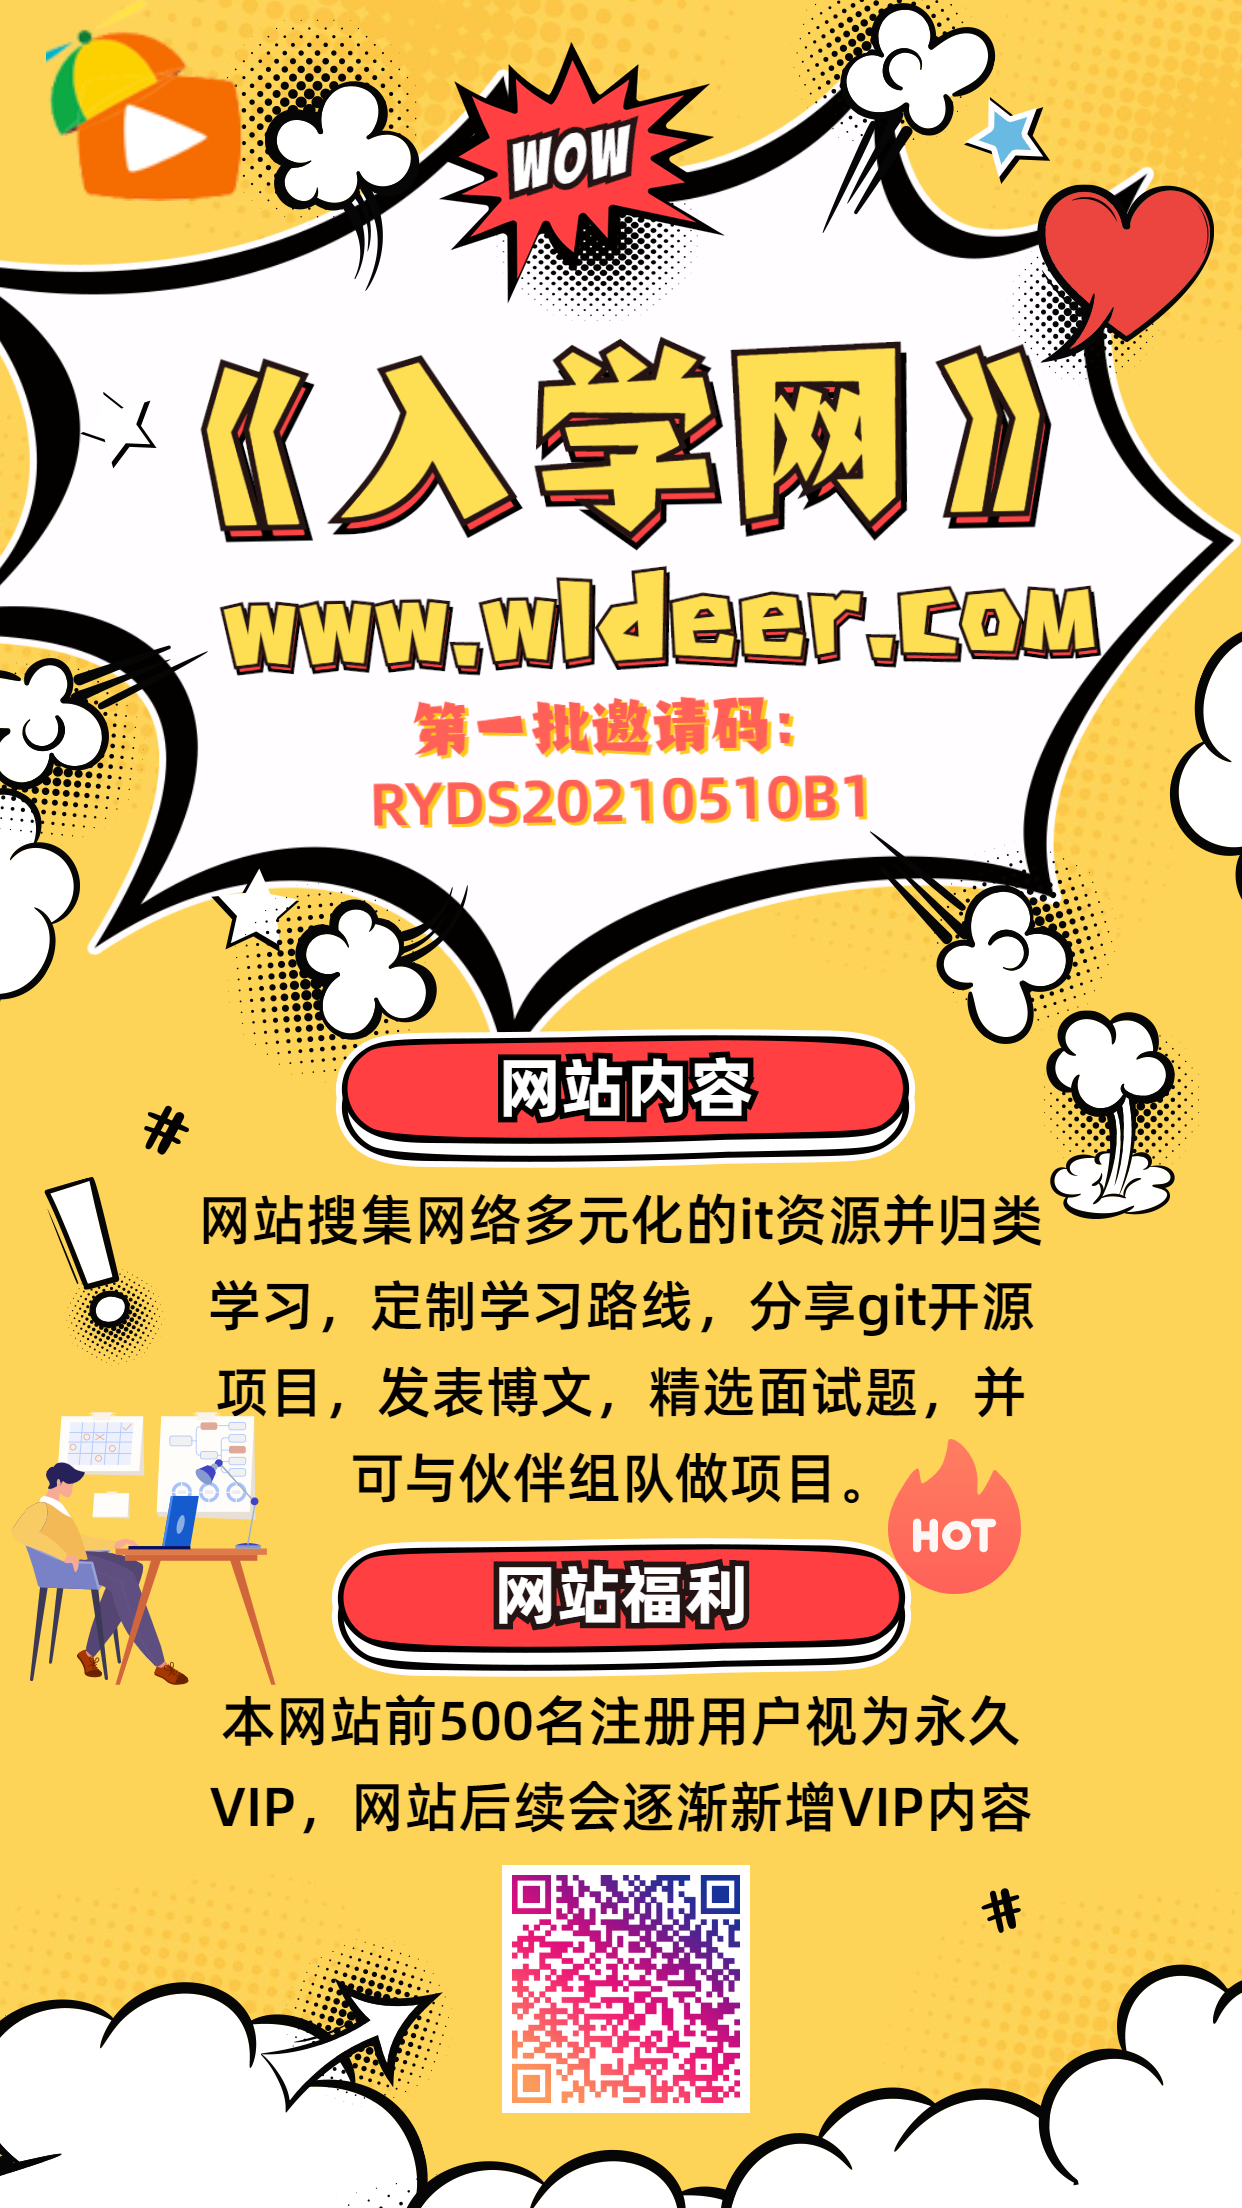 WOW
《入学网》
www.wldeer.com
第一批邀请码：
RYDS20210510B1
网站内容
网站搜集网络多元化的it资源并归类
学习，定制学习路线，分享git开源
项目，发表博文，精选面试题，并
可与伙伴组队做项目。
HOT
网站福利
本网站前500名注册用户视为永久
VIP，网站后续会逐渐新增VIP内容